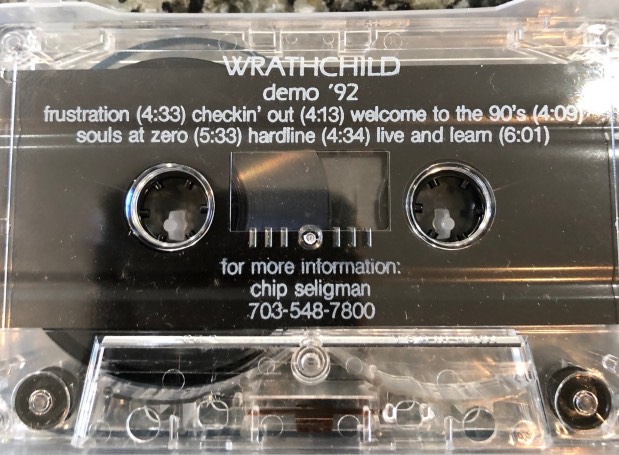 WRATHCHILD
demo '92
frustration (4:33) checkin' out (4:13) welcome to the 90's (4:09)
souls at zero (5:33) hardline (4:34) live and learn (6:01)
for more information:
chip seligman
703-548-7800